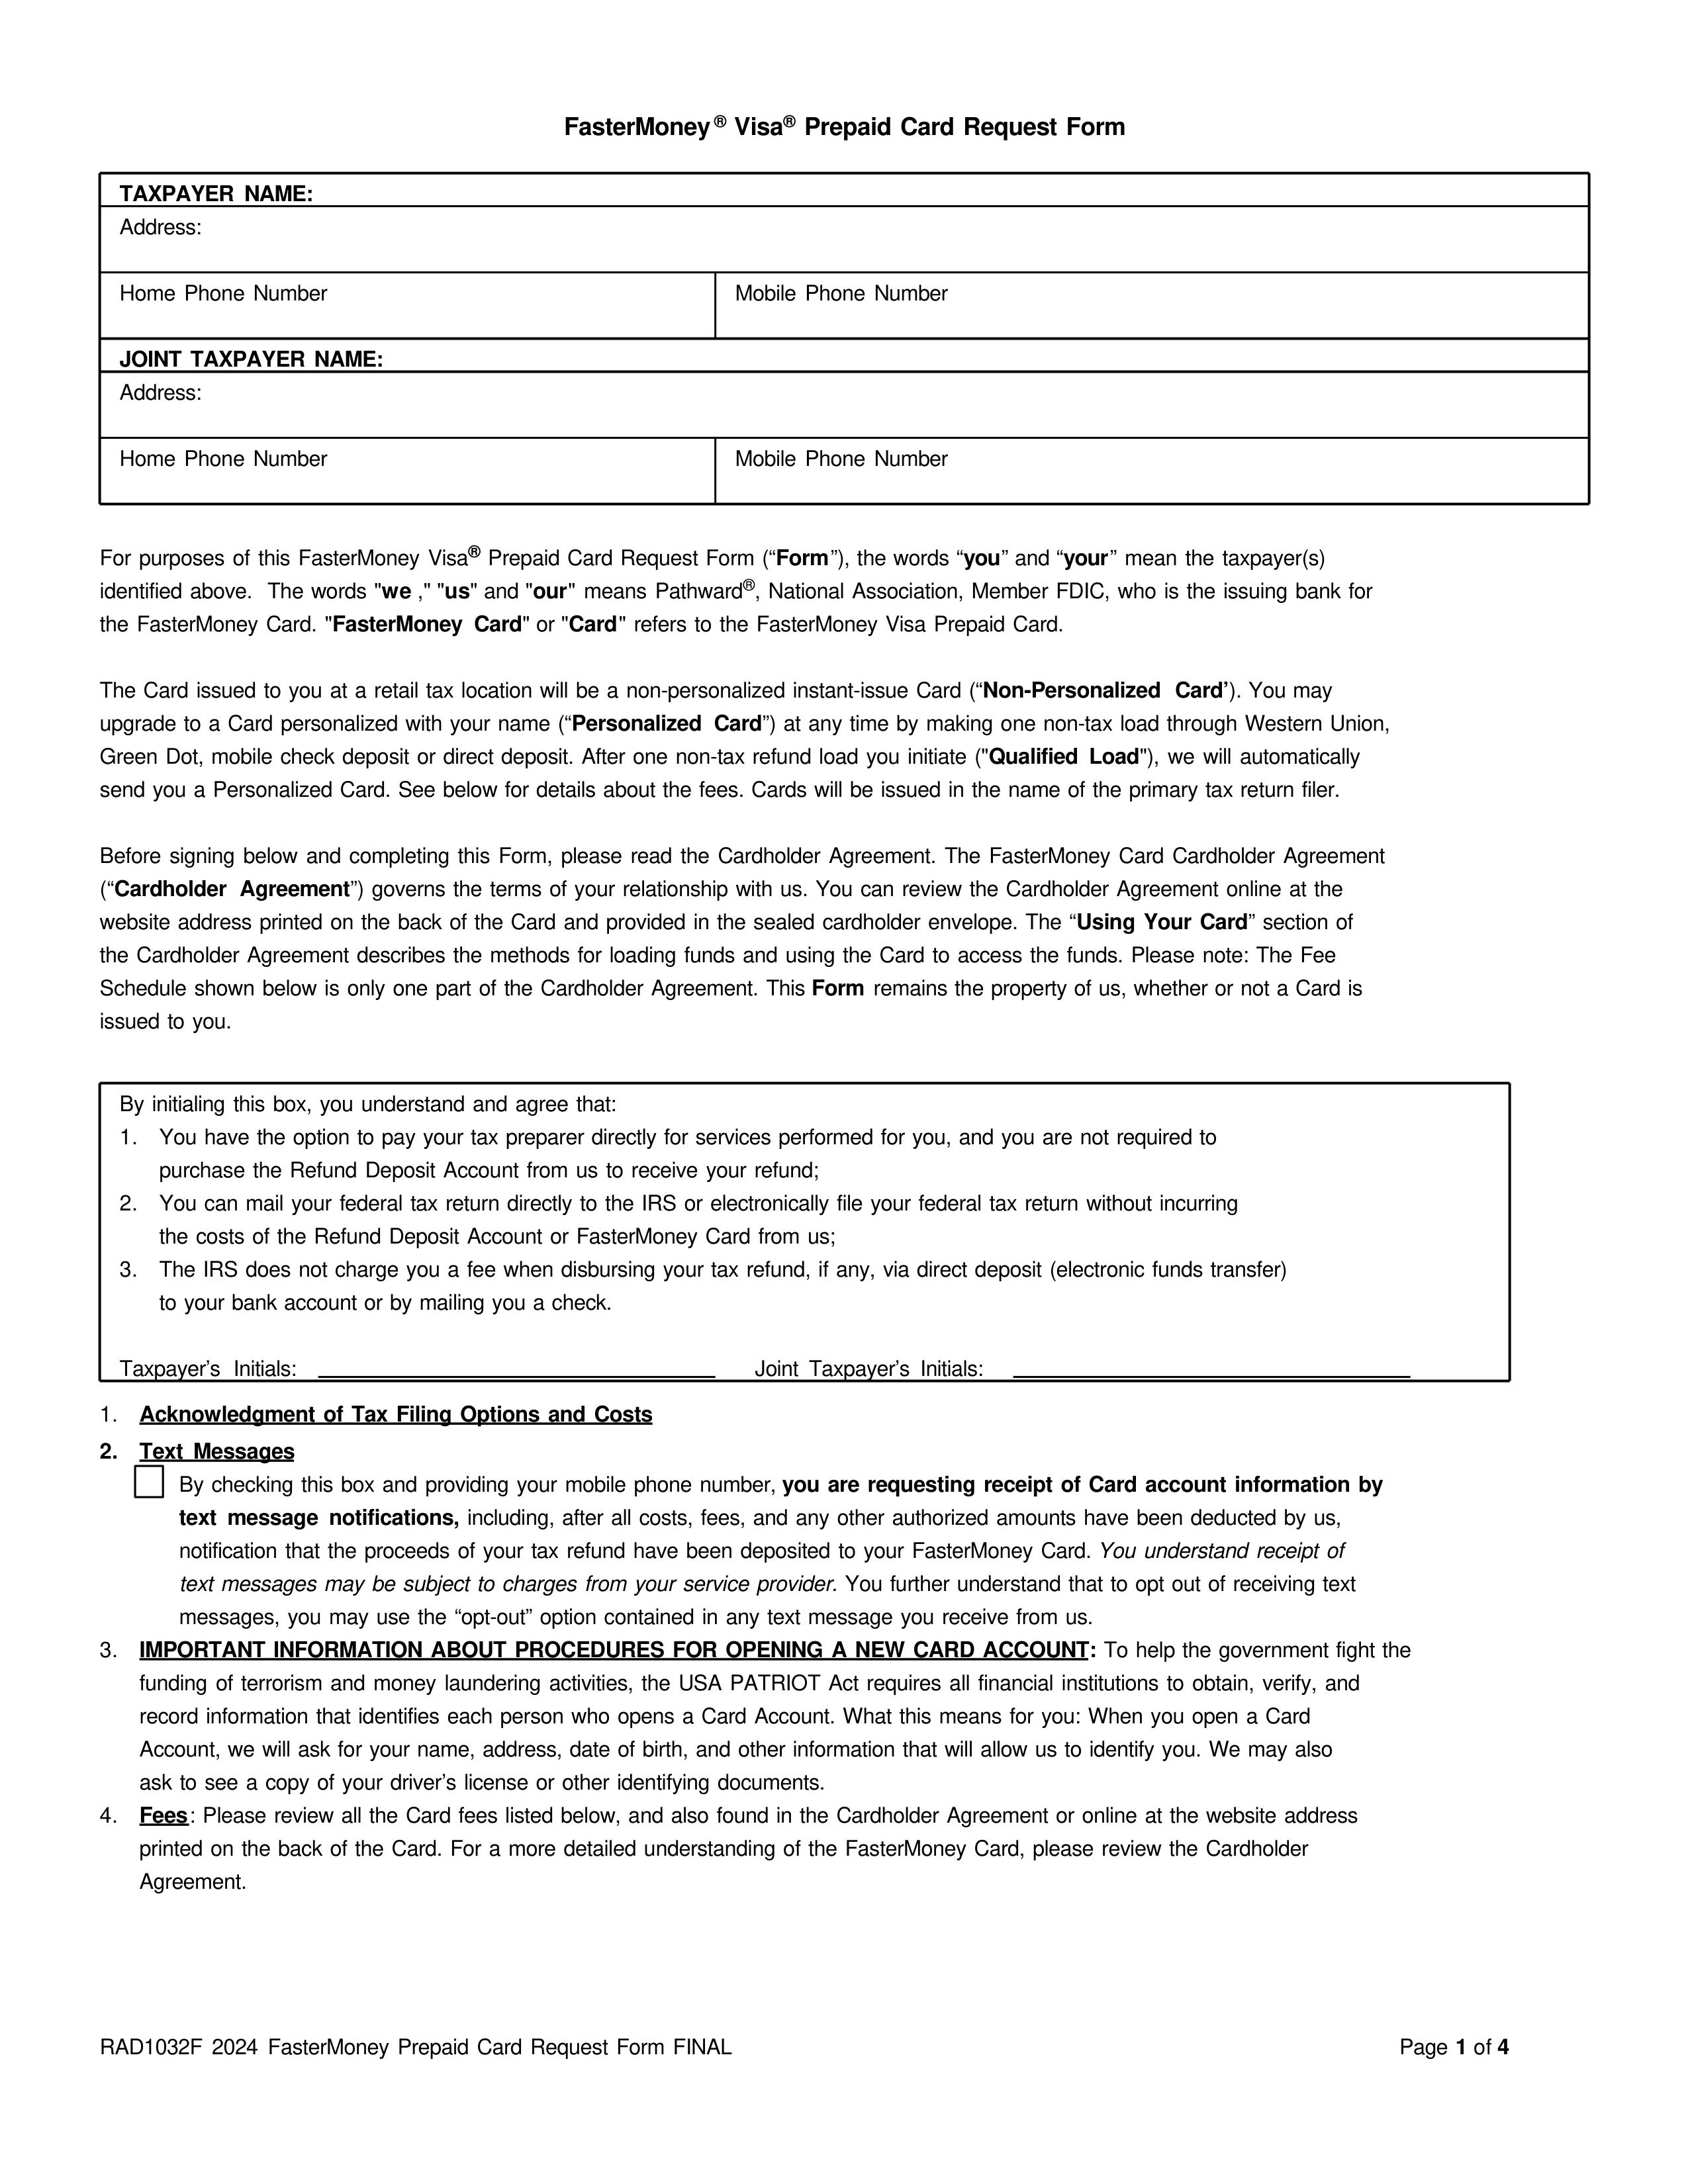 FasterMoney® Visa® Prepaid Card Request Form
TAXPAYER NAME:
Address:
Home Phone Number
Mobile Phone Number
JOINT TAXPAYER NAME:
Address:
Home Phone Number
Mobile Phone Number
For purposes of this FasterMoney Visa® Prepaid Card Request Form (“Form”), the words “you” and “your” mean the taxpayer(s)
identified above. The words "we ," "us" and "our" means Pathward®, National Association, Member FDIC, who is the issuing bank for
the FasterMoney Card. "FasterMoney Card" or "Card" refers to the FasterMoney Visa Prepaid Card.
The Card issued to you at a retail tax location will be a non-personalized instant-issue Card (“Non-Personalized Card’). You may
upgrade to a Card personalized with your name (“Personalized Card”) at any time by making one non-tax load through Western Union,
Green Dot, mobile check deposit or direct deposit. After one non-tax refund load you initiate ("Qualified Load"), we will automatically
send you a Personalized Card. See below for details about the fees. Cards will be issued in the name of the primary tax return filer.
Before signing below and completing this Form, please read the Cardholder Agreement. The FasterMoney Card Cardholder Agreement
(“Cardholder Agreement”) governs the terms of your relationship with us. You can review the Cardholder Agreement online at the
website address printed on the back of the Card and provided in the sealed cardholder envelope. The “Using Your Card” section of
the Cardholder Agreement describes the methods for loading funds and using the Card to access the funds. Please note: The Fee
Schedule shown below is only one part of the Cardholder Agreement. This Form remains the property of us, whether or not a Card is
issued to you.
By initialing this box, you understand and agree that:
1. You have the option to pay your tax preparer directly for services performed for you, and you are not required to
purchase the Refund Deposit Account from us to receive your refund;
2. You can mail your federal tax return directly to the IRS or electronically file your federal tax return without incurring
the costs of the Refund Deposit Account or FasterMoney Card from us;
3. The IRS does not charge you a fee when disbursing your tax refund, if any, via direct deposit (electronic funds transfer)
to your bank account or by mailing you a check.
Taxpayer’s Initials: Joint Taxpayer’s Initials:
1. Acknowledgment of Tax Filing Options and Costs
2. Text Messages
By checking this box and providing your mobile phone number, you are requesting receipt of Card account information by
text message notifications, including, after all costs, fees, and any other authorized amounts have been deducted by us,
notification that the proceeds of your tax refund have been deposited to your FasterMoney Card. You understand receipt of
text messages may be subject to charges from your service provider. You further understand that to opt out of receiving text
messages, you may use the “opt-out” option contained in any text message you receive from us.
3. IMPORTANT INFORMATION ABOUT PROCEDURES FOR OPENING A NEW CARD ACCOUNT: To help the government fight the
funding of terrorism and money laundering activities, the USA PATRIOT Act requires all financial institutions to obtain, verify, and
record information that identifies each person who opens a Card Account. What this means for you: When you open a Card
Account, we will ask for your name, address, date of birth, and other information that will allow us to identify you. We may also
ask to see a copy of your driver’s license or other identifying documents.
4. Fees: Please review all the Card fees listed below, and also found in the Cardholder Agreement or online at the website address
printed on the back of the Card. For a more detailed understanding of the FasterMoney Card, please review the Cardholder
Agreement.
RAD1032F 2024 FasterMoney Prepaid Card Request Form FINAL
Page 1 of 4